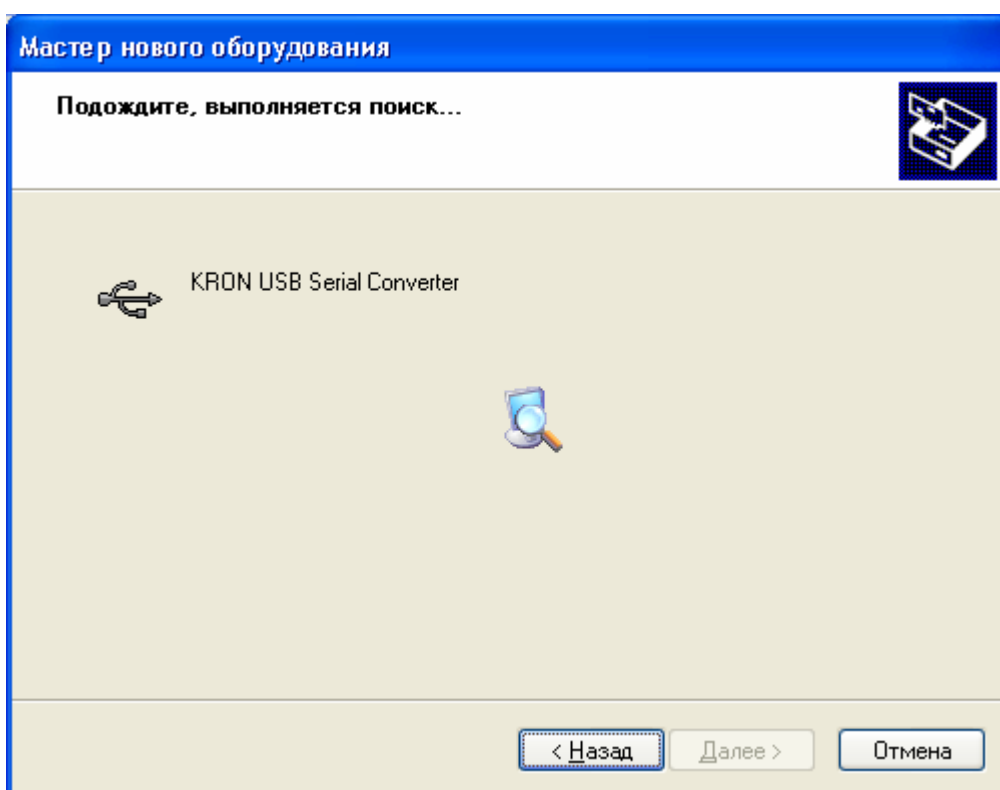 Мастер нового оборудования
Подождите, выполняется поиск...
KRON USB Serial Converter
< Назад Далее > Отмена